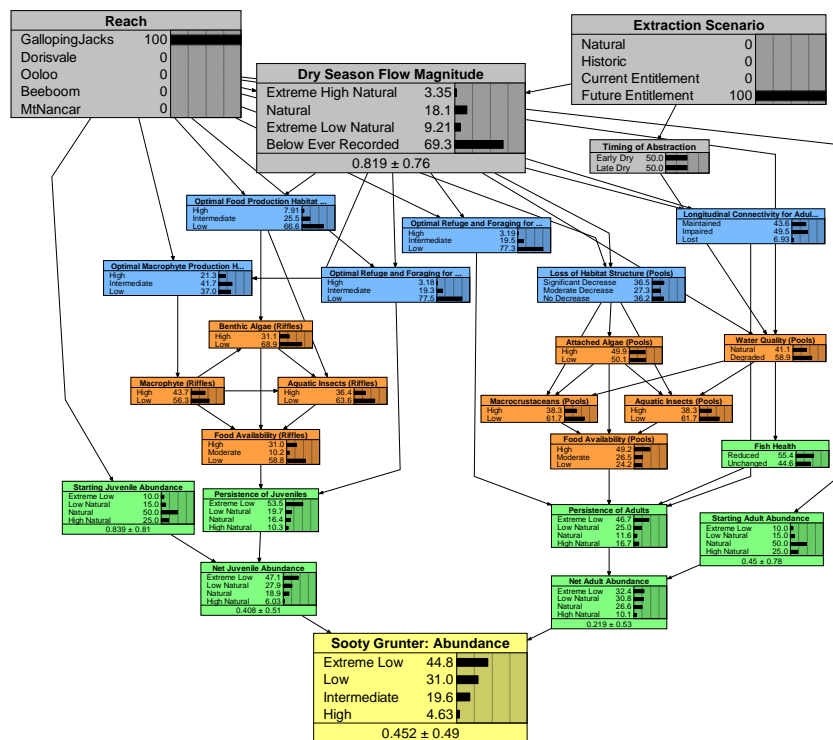 Reach
GallopingJacks 100
Dorisvale 0
Ooloo 0
Beeboom 0
MtNancar 0
Extraction Scenario
Natural 0
Historic 0
Current Entitlement 0
Future Entitlement 100
Dry Season Flow Magnitude
Extreme High Natural 3.35
Natural 18.1
Extreme Low Natural 9.21
Below Ever Recorded 69.3
0.819 ± 0.76
Timing of Abstraction
Early Dry 50.0
Late Dry 50.0
Optimal Food Production Habitat ...
High 7.91
Intermediate 25.5
Low 66.6
Optimal Refuge and Foraging for ...
High 3.19
Intermediate 19.5
Low 77.3
Longitudinal Connectivity for Adul...
Maintained 43.6
Impaired 49.5
Lost 6.93
Optimal Macrophyte Production H...
High 21.3
Intermediate 41.7
Low 37.0
Optimal Refuge and Foraging for ...
High 3.18
Intermediate 19.3
Low 77.5
Loss of Habitat Structure (Pools)
Significant Decrease 36.5
Moderate Decrease 27.3
No Decrease 36.2
Benthic Algae (Riffles)
High 31.1
Low 68.9
Attached Algae (Pools)
High 49.9
Low 50.1
Water Quality (Pools)
Natural 41.1
Degraded 58.9
Macrophyte (Riffles)
High 43.7
Low 56.3
Aquatic Insects (Riffles)
High 36.4
Low 63.6
Macrocrustaceans (Pools)
High 38.3
Low 61.7
Aquatic Insects (Pools)
High 38.3
Low 61.7
Food Availability (Riffles)
High 31.0
Moderate 10.2
Low 58.8
Food Availability (Pools)
High 49.2
Moderate 26.5
Low 24.2
Fish Health
Reduced 55.4
Unchanged 44.6
Starting Juvenile Abundance
Extreme Low 10.0
Low Natural 15.0
Natural 50.0
High Natural 25.0
0.839 ± 0.81
Persistence of Juveniles
Extreme Low 53.5
Low Natural 19.7
Natural 16.4
High Natural 10.3
Persistence of Adults
Extreme Low 46.7
Low Natural 25.0
Natural 11.6
High Natural 16.7
Starting Adult Abundance
Extreme Low 10.0
Low Natural 15.0
Natural 50.0
High Natural 25.0
0.45 ± 0.78
Net Juvenile Abundance
Extreme Low 47.1
Low Natural 27.9
Natural 18.9
High Natural 6.03
0.408 ± 0.51
Net Adult Abundance
Extreme Low 32.4
Low Natural 30.8
Natural 26.6
High Natural 10.1
0.219 ± 0.53
Sooty Grunter: Abundance
Extreme Low 44.8
Low 31.0
Intermediate 19.6
High 4.63
0.452 ± 0.49